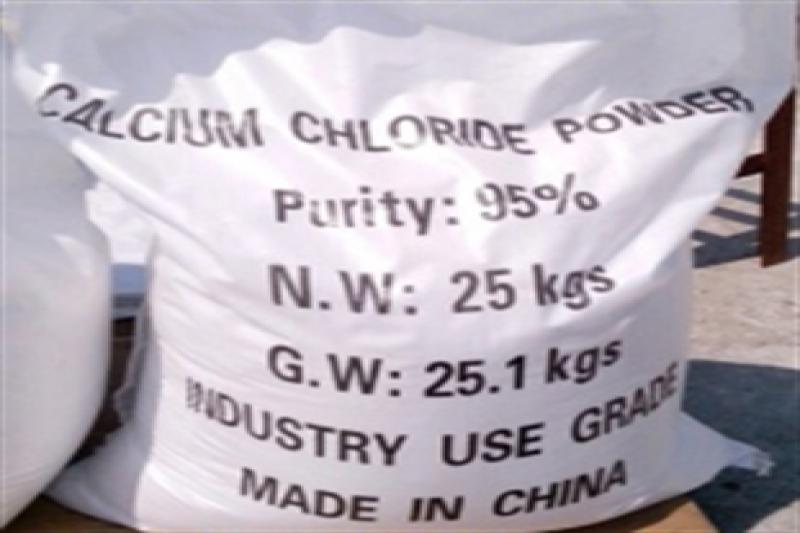 CALCIUM CHLORIDE POWDER
Purity: 95%
N.W: 25 kgs
G.W: 25.1 kgs
INDUSTRY USE GRADE
MADE IN CHINA